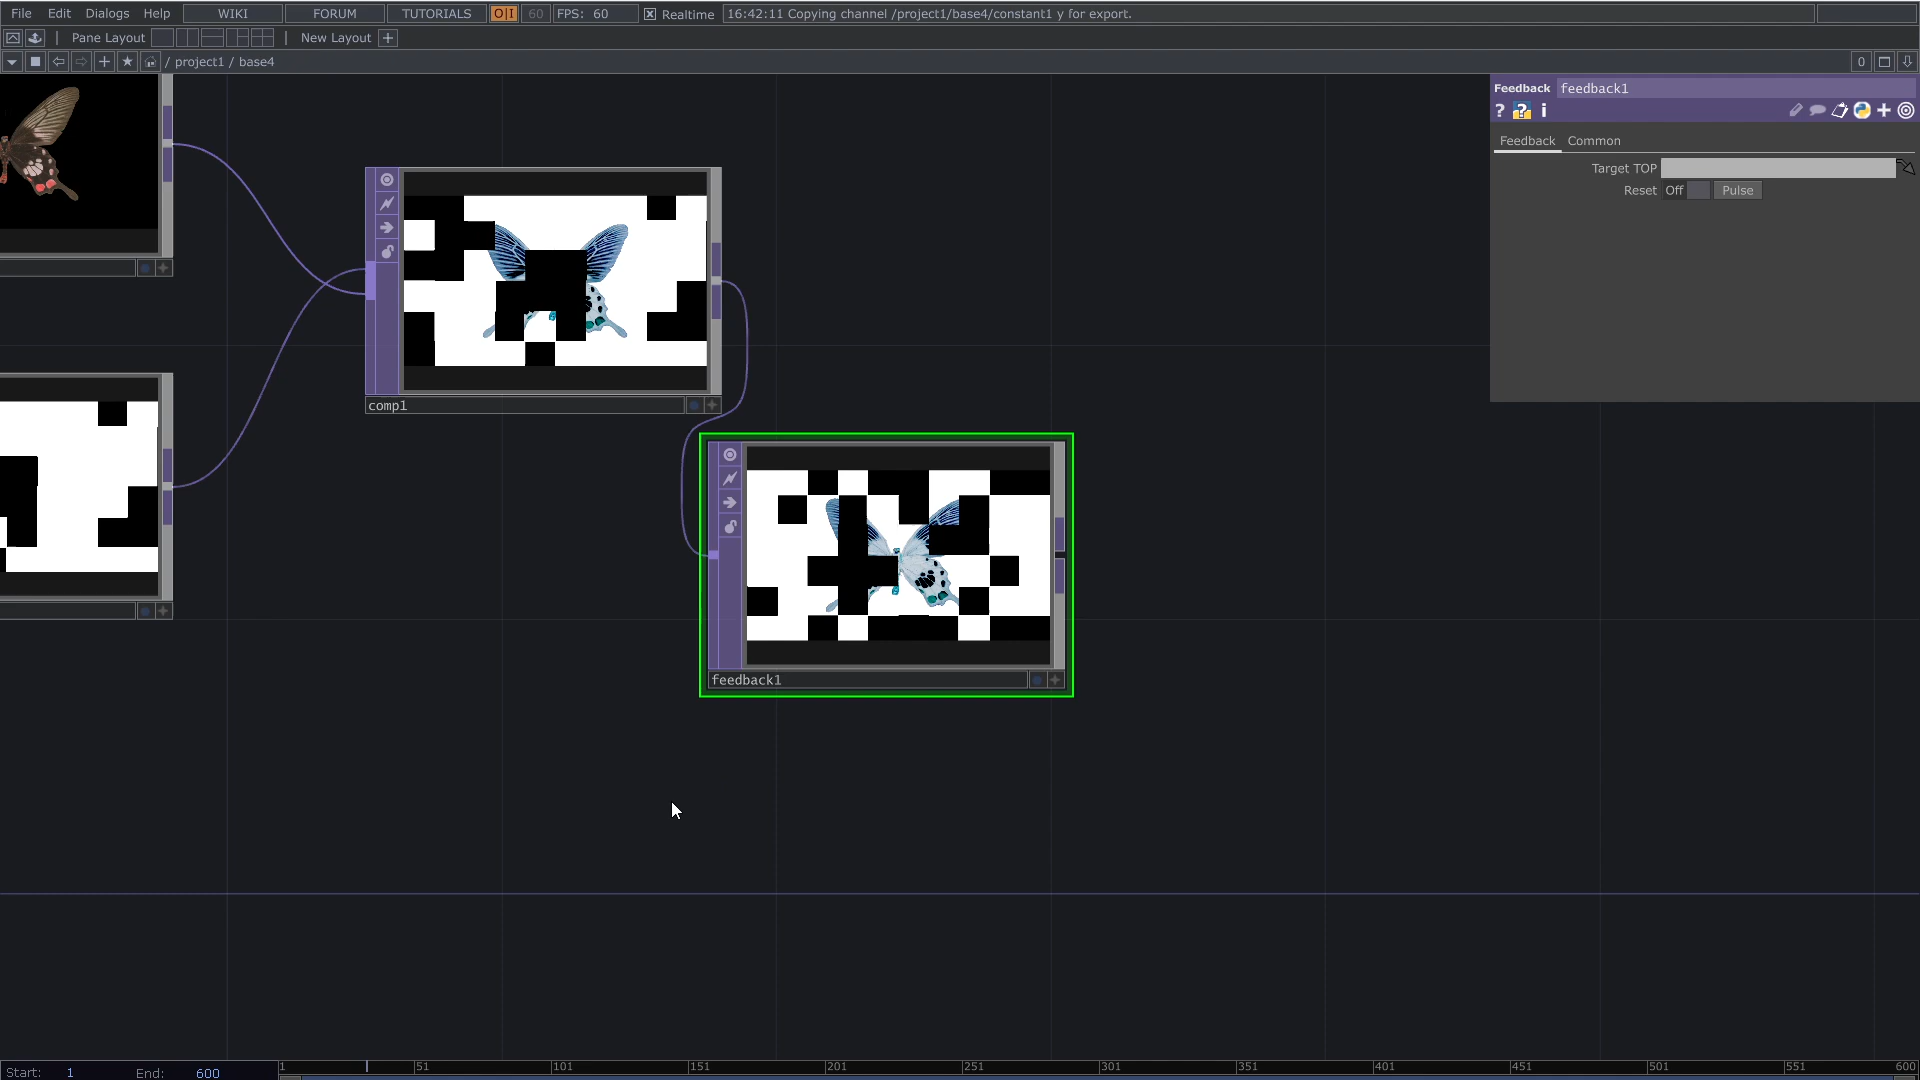 File Edit Dialogs Help WIKI FORUM TUTORIALS O|I 60 FPS: 60 Realtime 16:42:11 Copying channel /project1/base4/constant1 y for export.
Pane Layout New Layout +
/ project1 / base4 0
Feedback feedback1
? ? i
Feedback Common
Target TOP
Reset Off Pulse
comp1
feedback1
Start: 1 End: 600 1 51 101 151 201 251 301 351 401 451 501 551 600